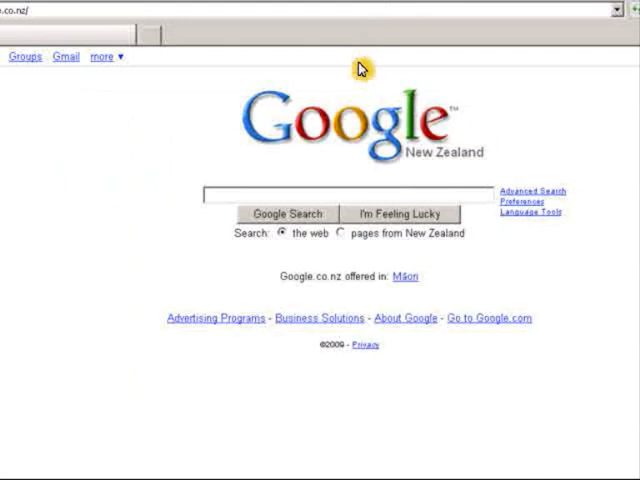 .co.nz/
Groups Gmail more ▼
Google™
New Zealand
Advanced Search
Preferences
Language Tools
Google Search I'm Feeling Lucky
Search: the web pages from New Zealand
Google.co.nz offered in: Māori
Advertising Programs - Business Solutions - About Google - Go to Google.com
©2009 - Privacy